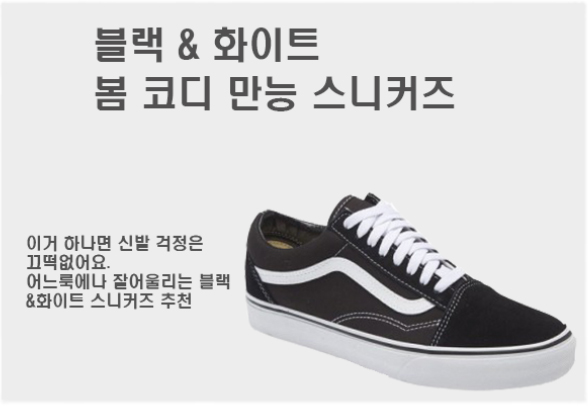 블랙 & 화이트
봄 코디 만능 스니커즈
이거 하나면 신발 걱정은
끄떡없어요.
어느룩에나 잘어울리는 블랙
&화이트 스니커즈 추천